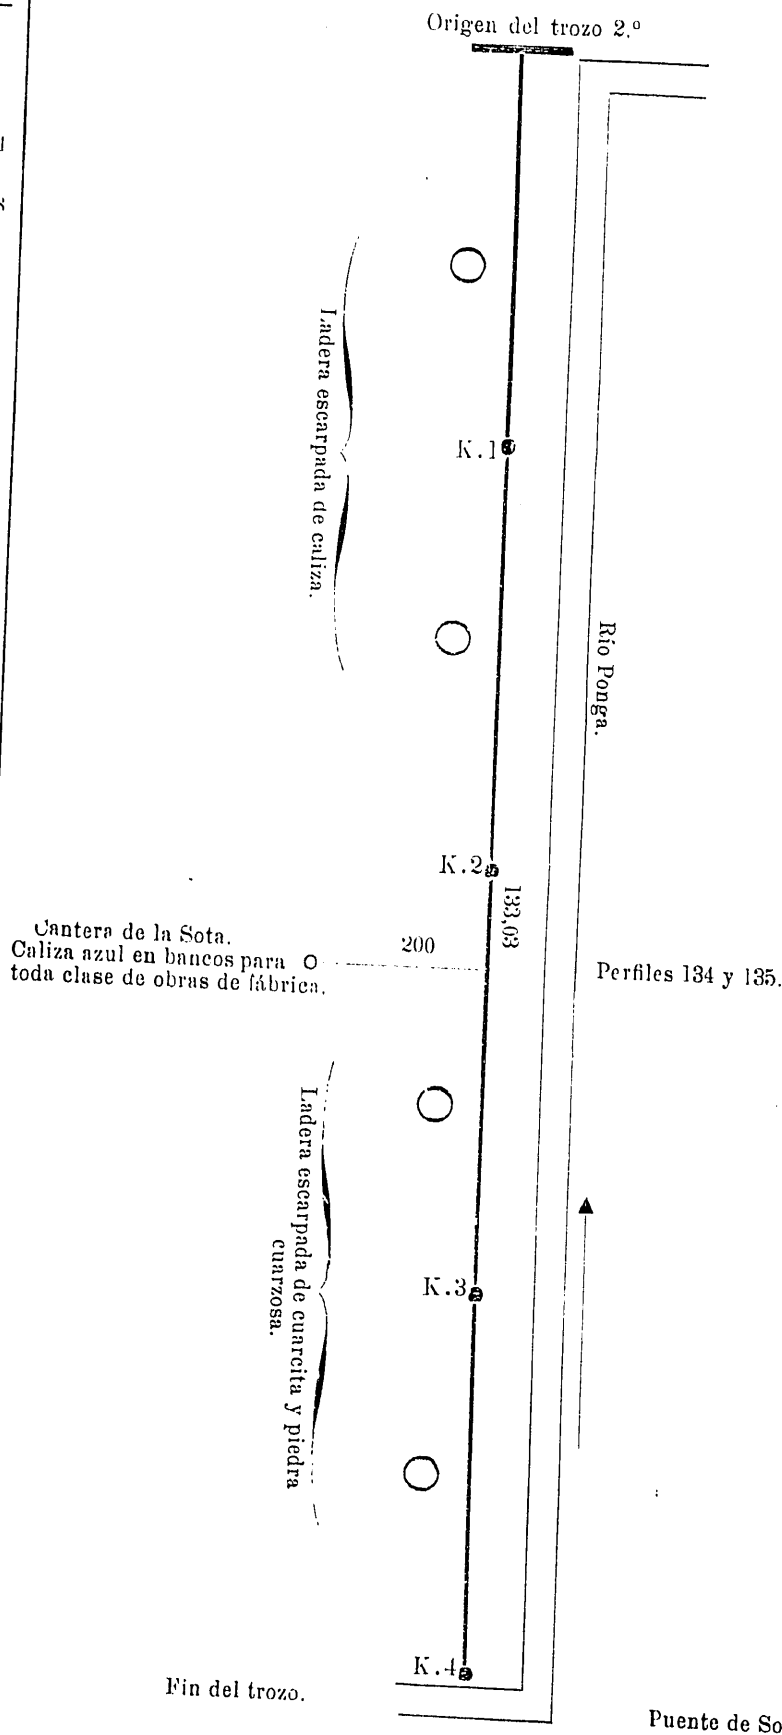 Origen del trozo 2.º
Ladera escarpada de caliza.
K.1
Río Ponga.
K.2
133,03
Cantera de la Sota.
Caliza azul en bancos para
toda clase de obras de fábrica.
200
Perfiles 134 y 135.
Ladera escarpada de cuarcita y piedra
cuarzosa.
K.3
K.4
Fin del trozo.
Puente de So